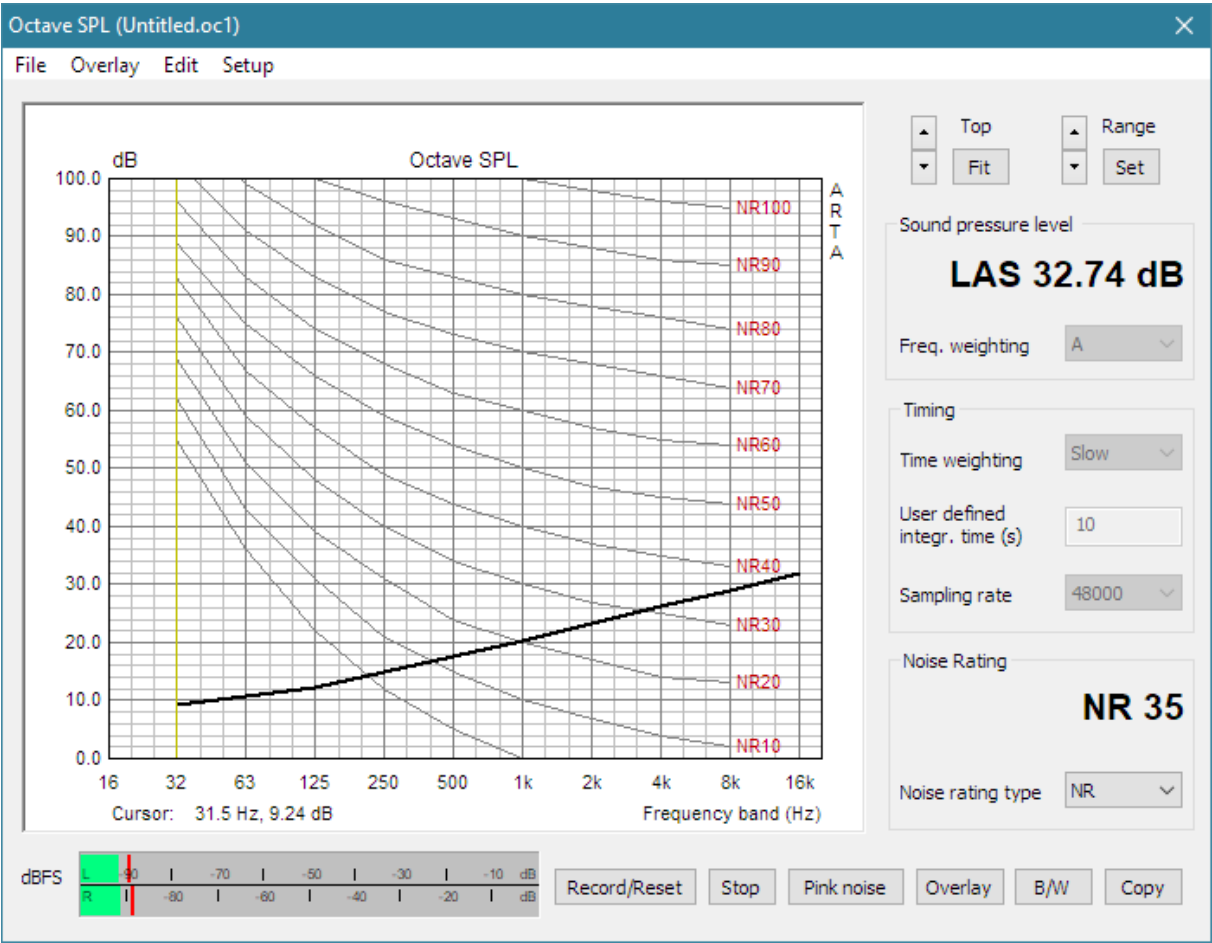 Octave SPL (Untitled.oc1)
File Overlay Edit Setup
dB
Octave SPL
100.0
90.0
80.0
70.0
60.0
50.0
40.0
30.0
20.0
10.0
0.0
NR100
NR90
NR80
NR70
NR60
NR50
NR40
NR30
NR20
NR10
A
R
T
A
16 32 63 125 250 500 1k 2k 4k 8k 16k
Cursor: 31.5 Hz, 9.24 dB
Frequency band (Hz)
Top
Fit
Range
Set
Sound pressure level
LAS 32.74 dB
Freq. weighting A
Timing
Time weighting Slow
User defined
integr. time (s) 10
Sampling rate 48000
Noise Rating
NR 35
Noise rating type NR
dBFS
L -90 -70 -50 -30 -10 dB
R -80 -60 -40 -20 dB
Record/Reset Stop Pink noise Overlay B/W Copy